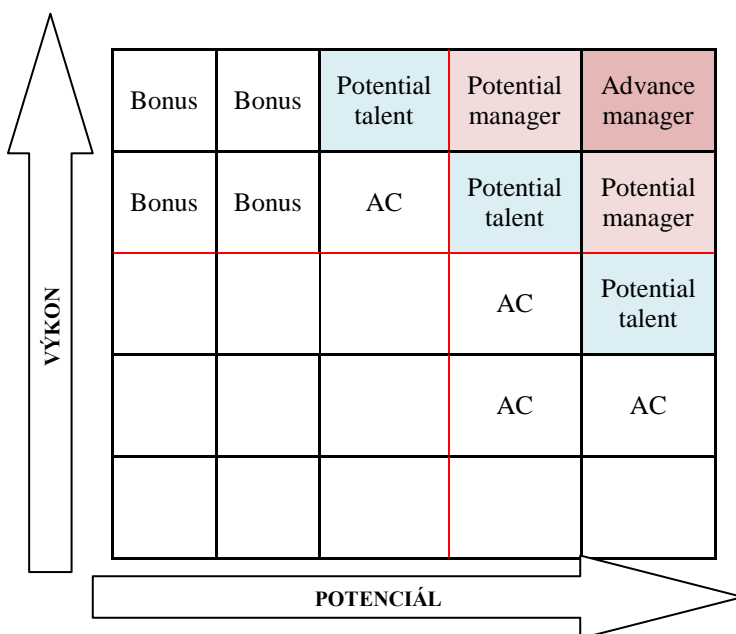 Bonus
Bonus
Potential
talent
Potential
manager
Advance
manager
Bonus
Bonus
AC
Potential
talent
Potential
manager
AC
Potential
talent
AC
AC
VÝKON
POTENCIÁL